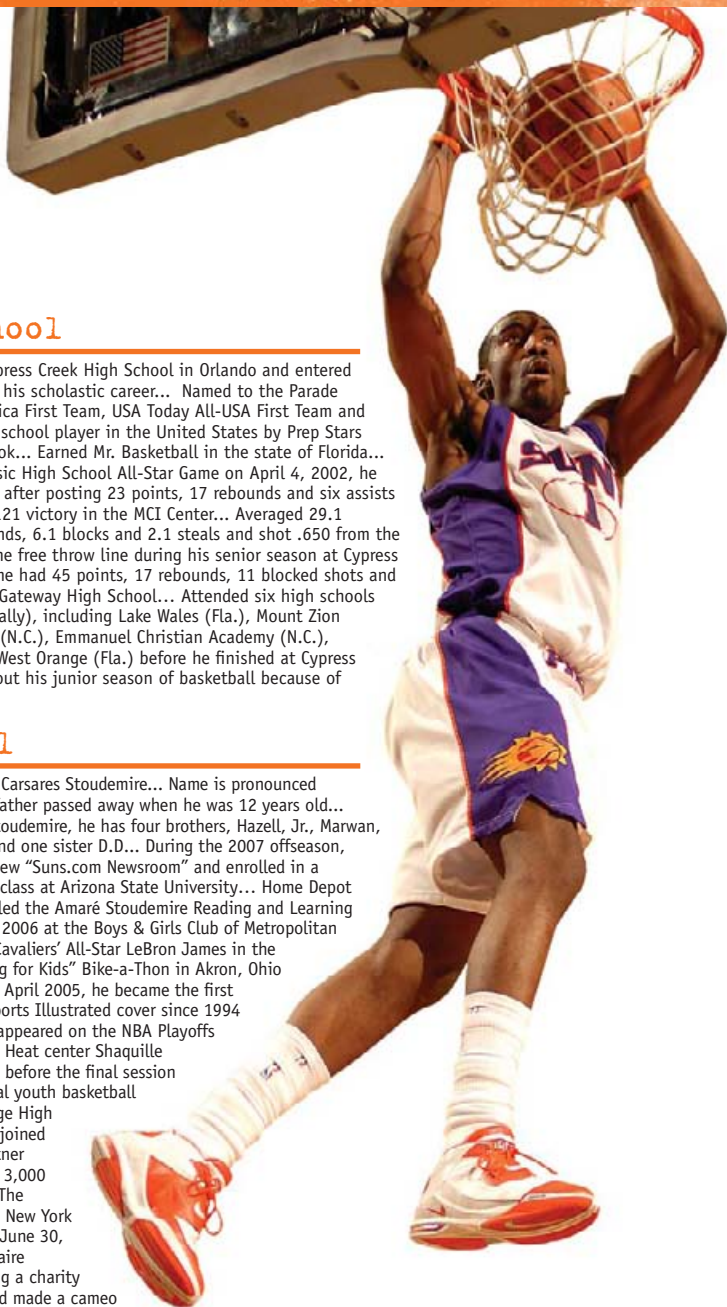 hool
press Creek High School in Orlando and entered
his scholastic career... Named to the Parade
ica First Team, USA Today All-USA First Team and
school player in the United States by Prep Stars
ok... Earned Mr. Basketball in the state of Florida...
sic High School All-Star Game on April 4, 2002, he
after posting 23 points, 17 rebounds and six assists
121 victory in the MCI Center... Averaged 29.1
nds, 6.1 blocks and 2.1 steals and shot .650 from the
he free throw line during his senior season at Cypress
he had 45 points, 17 rebounds, 11 blocked shots and
Gateway High School... Attended six high schools
ally), including Lake Wales (Fla.), Mount Zion
(N.C.), Emmanuel Christian Academy (N.C.),
West Orange (Fla.) before he finished at Cypress
out his junior season of basketball because of
l
Carsares Stoudemire... Name is pronounced
father passed away when he was 12 years old...
toudemire, he has four brothers, Hazell, Jr., Marwan,
nd one sister D.D... During the 2007 offseason,
ew “Suns.com Newsroom” and enrolled in a
class at Arizona State University... Home Depot
led the Amaré Stoudemire Reading and Learning
2006 at the Boys & Girls Club of Metropolitan
Cavaliers’ All-Star LeBron James in the
g for Kids” Bike-a-Thon in Akron, Ohio
April 2005, he became the first
orts Illustrated cover since 1994
appeared on the NBA Playoffs
Heat center Shaquille
before the final session
al youth basketball
ge High
joined
tner
3,000
The
New York
June 30,
aire
g a charity
d made a cameo
SUN
1